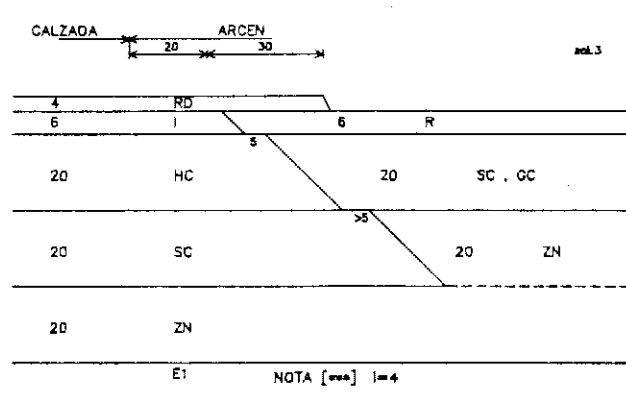 CALZADA ARCEN
20 30
sol.3
4 RD
6 I 6 R
5
20 HC 20 SC , GC
>5
20 SC 20 ZN
20 ZN
E1 NOTA [***] I=4